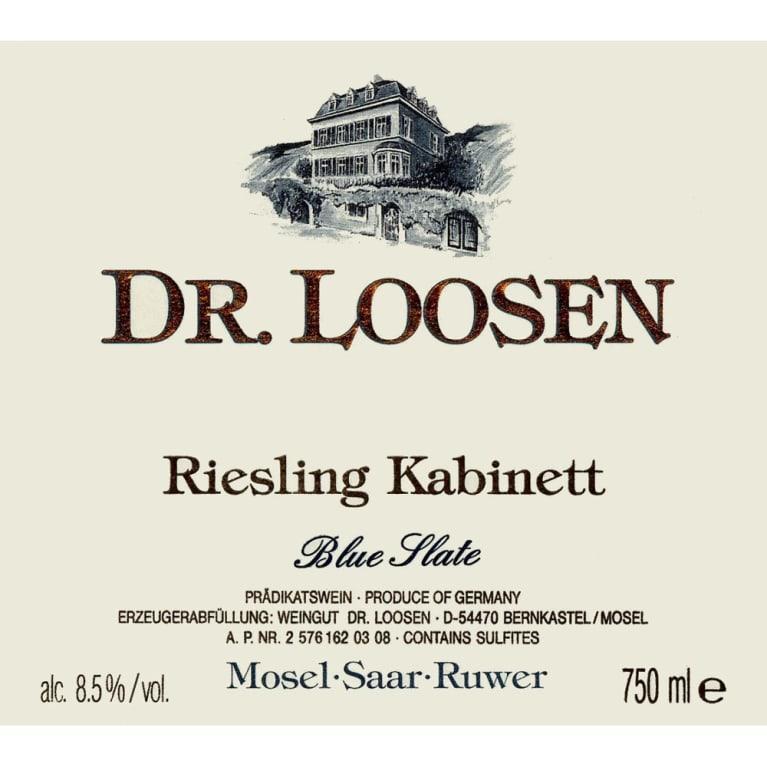 DR. LOOSEN
Riesling Kabinett
Blue Slate
PRÄDIKATSWEIN · PRODUCE OF GERMANY
ERZEUGERABFÜLLUNG: WEINGUT DR. LOOSEN · D-54470 BERNKASTEL/MOSEL
A. P. NR. 2 576 162 03 08 · CONTAINS SULFITES
alc. 8.5%/vol. Mosel·Saar·Ruwer 750 ml e